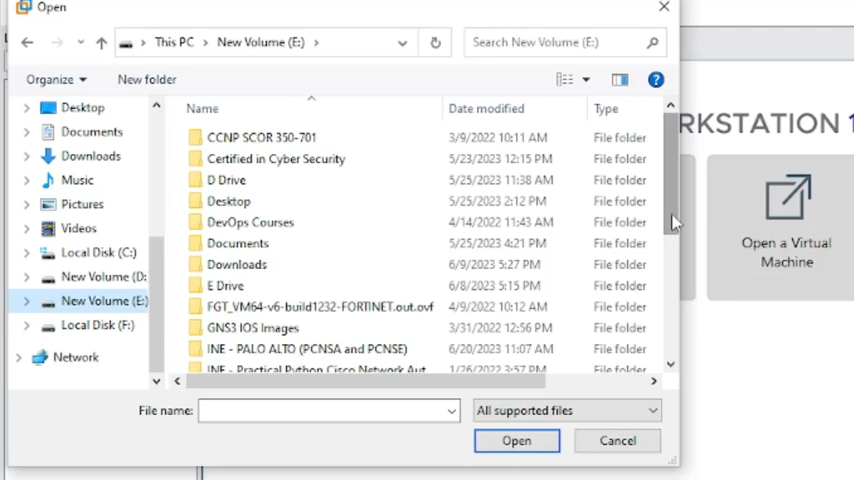 Open
This PC > New Volume (E:) >
Search New Volume (E:)
Organize
New folder
Name
Date modified
Type
Desktop
Documents
Downloads
Music
Pictures
Videos
Local Disk (C:)
New Volume (D:
New Volume (E:)
Local Disk (F:)
Network
CCNP SCOR 350-701 3/9/2022 10:11 AM File folder
Certified in Cyber Security 5/23/2023 12:15 PM File folder
D Drive 5/25/2023 11:38 AM File folder
Desktop 5/25/2023 2:12 PM File folder
DevOps Courses 4/14/2022 11:43 AM File folder
Documents 5/25/2023 4:21 PM File folder
Downloads 6/9/2023 5:27 PM File folder
E Drive 6/8/2023 5:15 PM File folder
FGT_VM64-v6-build1232-FORTINET.out.ovf 4/9/2022 10:12 AM File folder
GNS3 IOS Images 3/31/2022 12:56 PM File folder
INE - PALO ALTO (PCNSA and PCNSE) 6/20/2023 11:07 AM File folder
INE - Practical Python Cisco Network Aut 1/26/2022 3:57 PM File folder
File name:
All supported files
Open
Cancel
RKSTATION 1
Open a Virtual
Machine